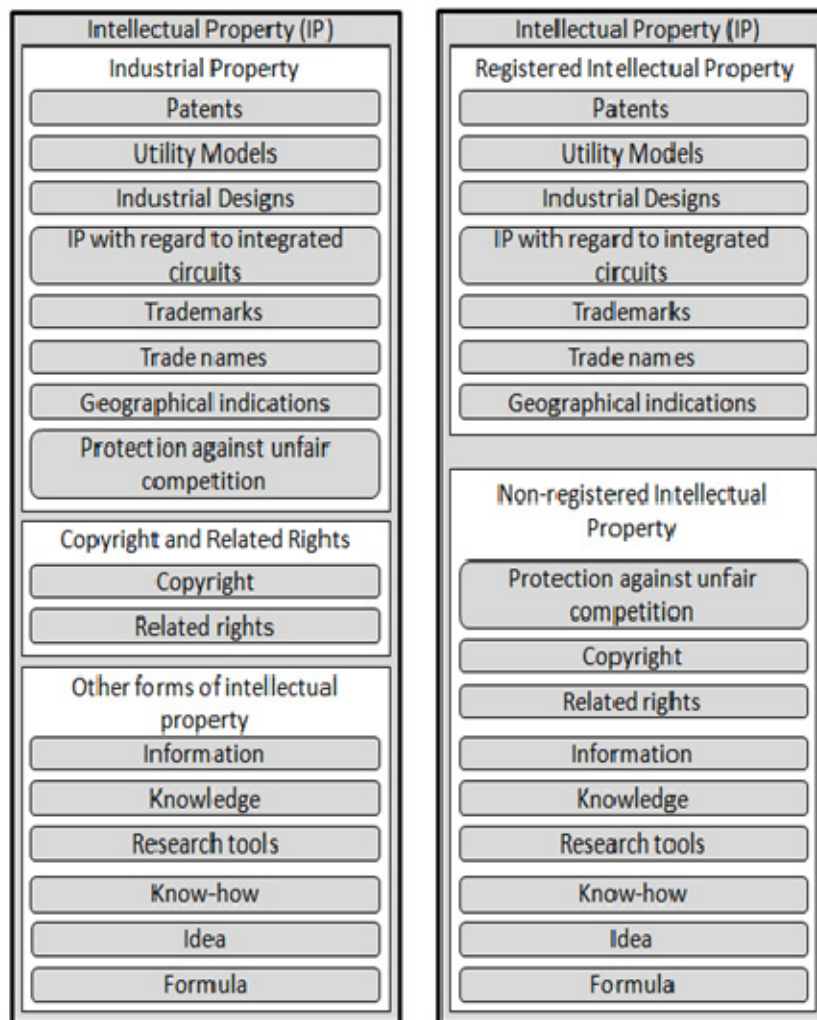 Intellectual Property (IP)
Industrial Property
Patents
Utility Models
Industrial Designs
IP with regard to integrated
circuits
Trademarks
Trade names
Geographical indications
Protection against unfair
competition
Copyright and Related Rights
Copyright
Related rights
Other forms of intellectual
property
Information
Knowledge
Research tools
Know-how
Idea
Formula
Intellectual Property (IP)
Registered Intellectual Property
Patents
Utility Models
Industrial Designs
IP with regard to integrated
circuits
Trademarks
Trade names
Geographical indications
Non-registered Intellectual
Property
Protection against unfair
competition
Copyright
Related rights
Information
Knowledge
Research tools
Know-how
Idea
Formula